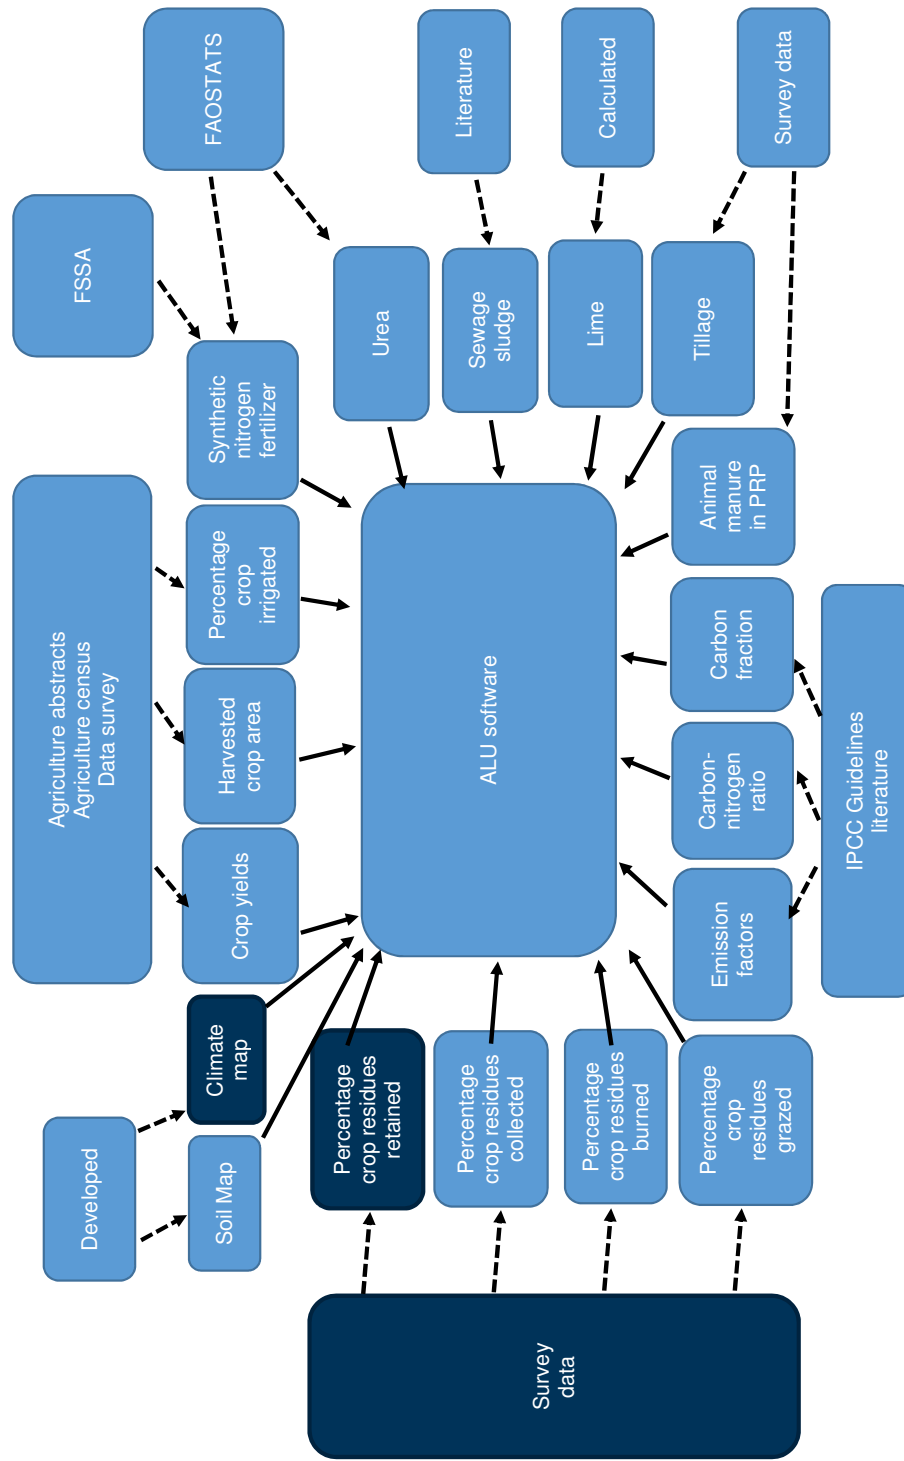 Developed
Agriculture abstracts
Agriculture census
Data survey
FSSA
FAOSTATS
Soil Map
Climate
map
Crop yields
Harvested
crop area
Percentage
crop
irrigated
Synthetic
nitrogen
fertilizer
Urea
Survey
data
Percentage
crop residues
retained
Percentage
crop residues
collected
Percentage
crop residues
burned
Percentage
crop
residues
grazed
ALU software
Sewage
sludge
Literature
Lime
Calculated
Tillage
Survey data
Emission
factors
Carbon-
nitrogen
ratio
Carbon
fraction
Animal
manure
in PRP
IPCC Guidelines
literature